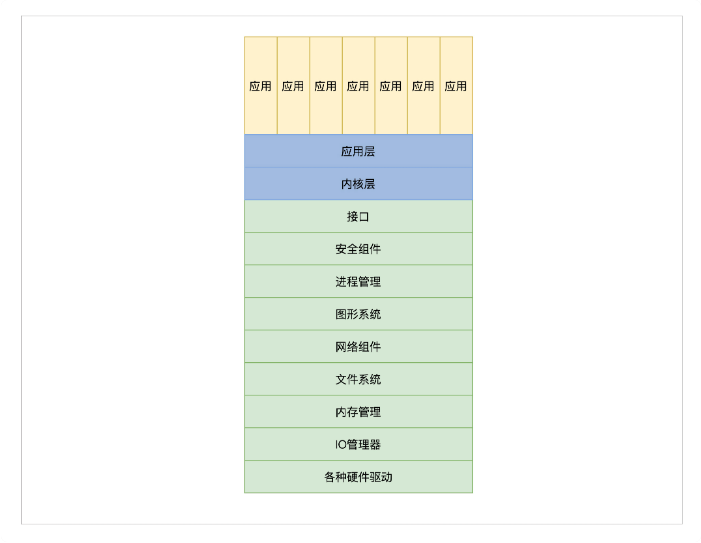 应用 应用 应用 应用 应用 应用 应用
应用层
内核层
接口
安全组件
进程管理
图形系统
网络组件
文件系统
内存管理
IO管理器
各种硬件驱动